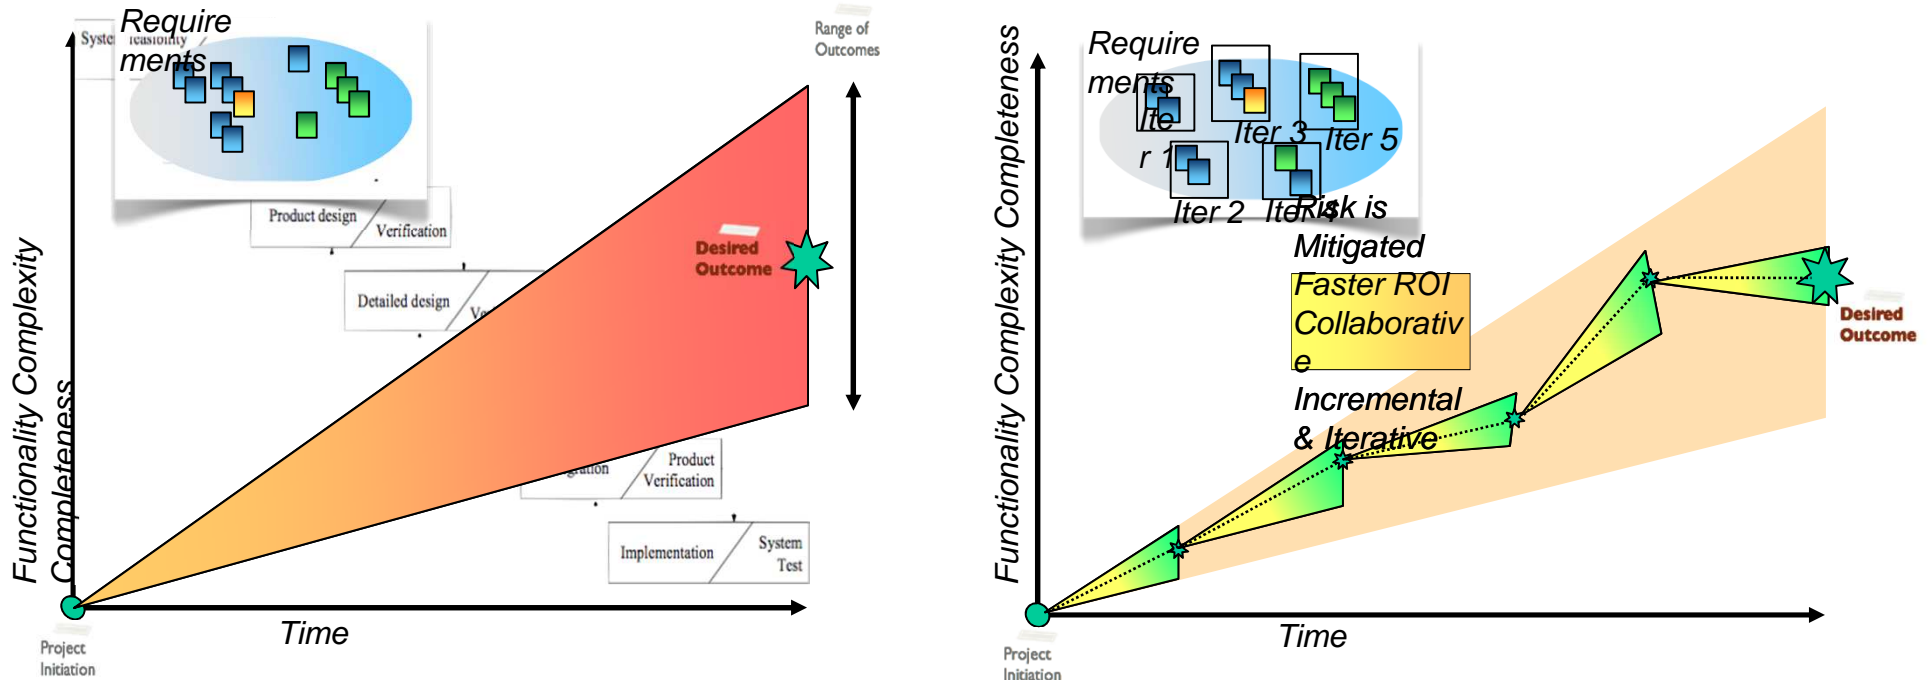 Require
ments
feasibility
Range of
Outcomes
Product design
Verification
Detailed design
Desired
Outcome
Functionality Complexity
Completeness
Product
Verification
Implementation
System
Test
Time
Project
Initiation
Require
ments
Ite
r 1
Iter 3
Iter 5
Iter 2
Iter 4
Risk is
Mitigated
Faster ROI
Collaborativ
e
Incremental
& Iterative
Functionality Complexity Completeness
Desired
Outcome
Time
Project
Initiation